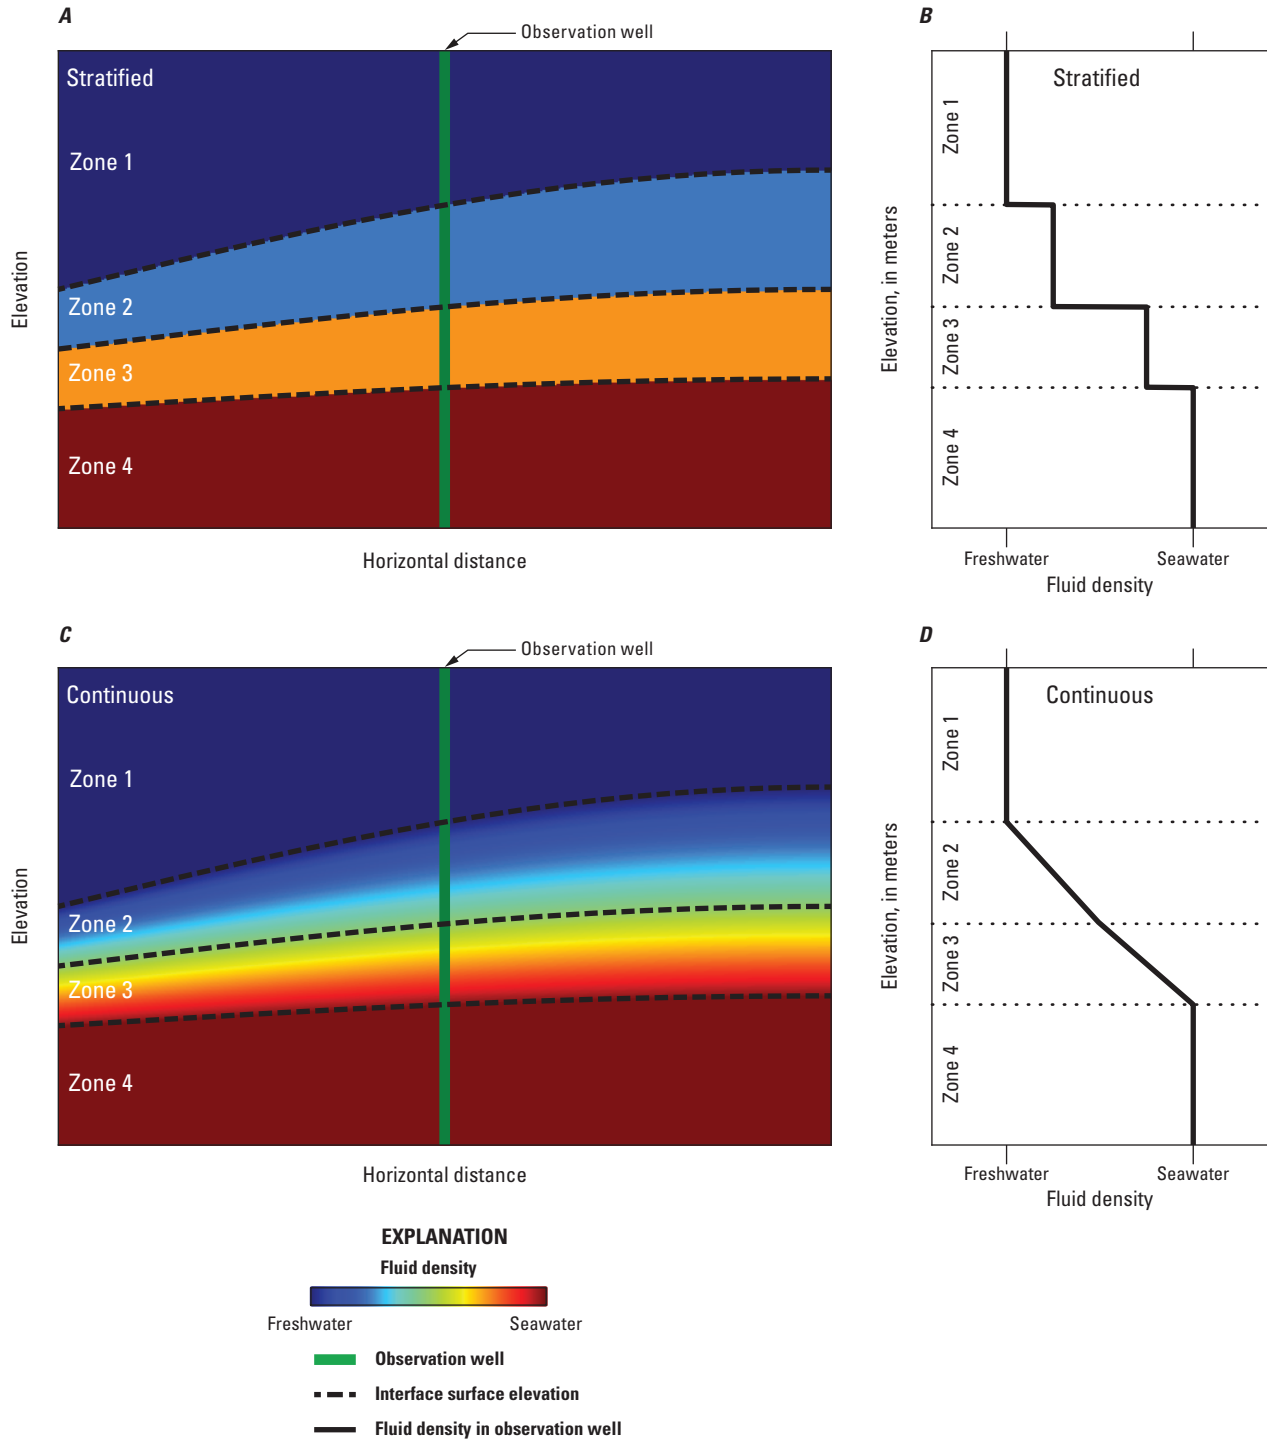 A
Observation well
Stratified
Zone 1
Zone 2
Zone 3
Zone 4
Elevation
Horizontal distance
B
Stratified
Zone 1
Zone 2
Zone 3
Zone 4
Elevation, in meters
Freshwater
Seawater
Fluid density
C
Observation well
Continuous
Zone 1
Zone 2
Zone 3
Zone 4
Elevation
Horizontal distance
D
Continuous
Zone 1
Zone 2
Zone 3
Zone 4
Elevation, in meters
Freshwater
Seawater
Fluid density
EXPLANATION
Fluid density
Freshwater
Seawater
Observation well
Interface surface elevation
Fluid density in observation well